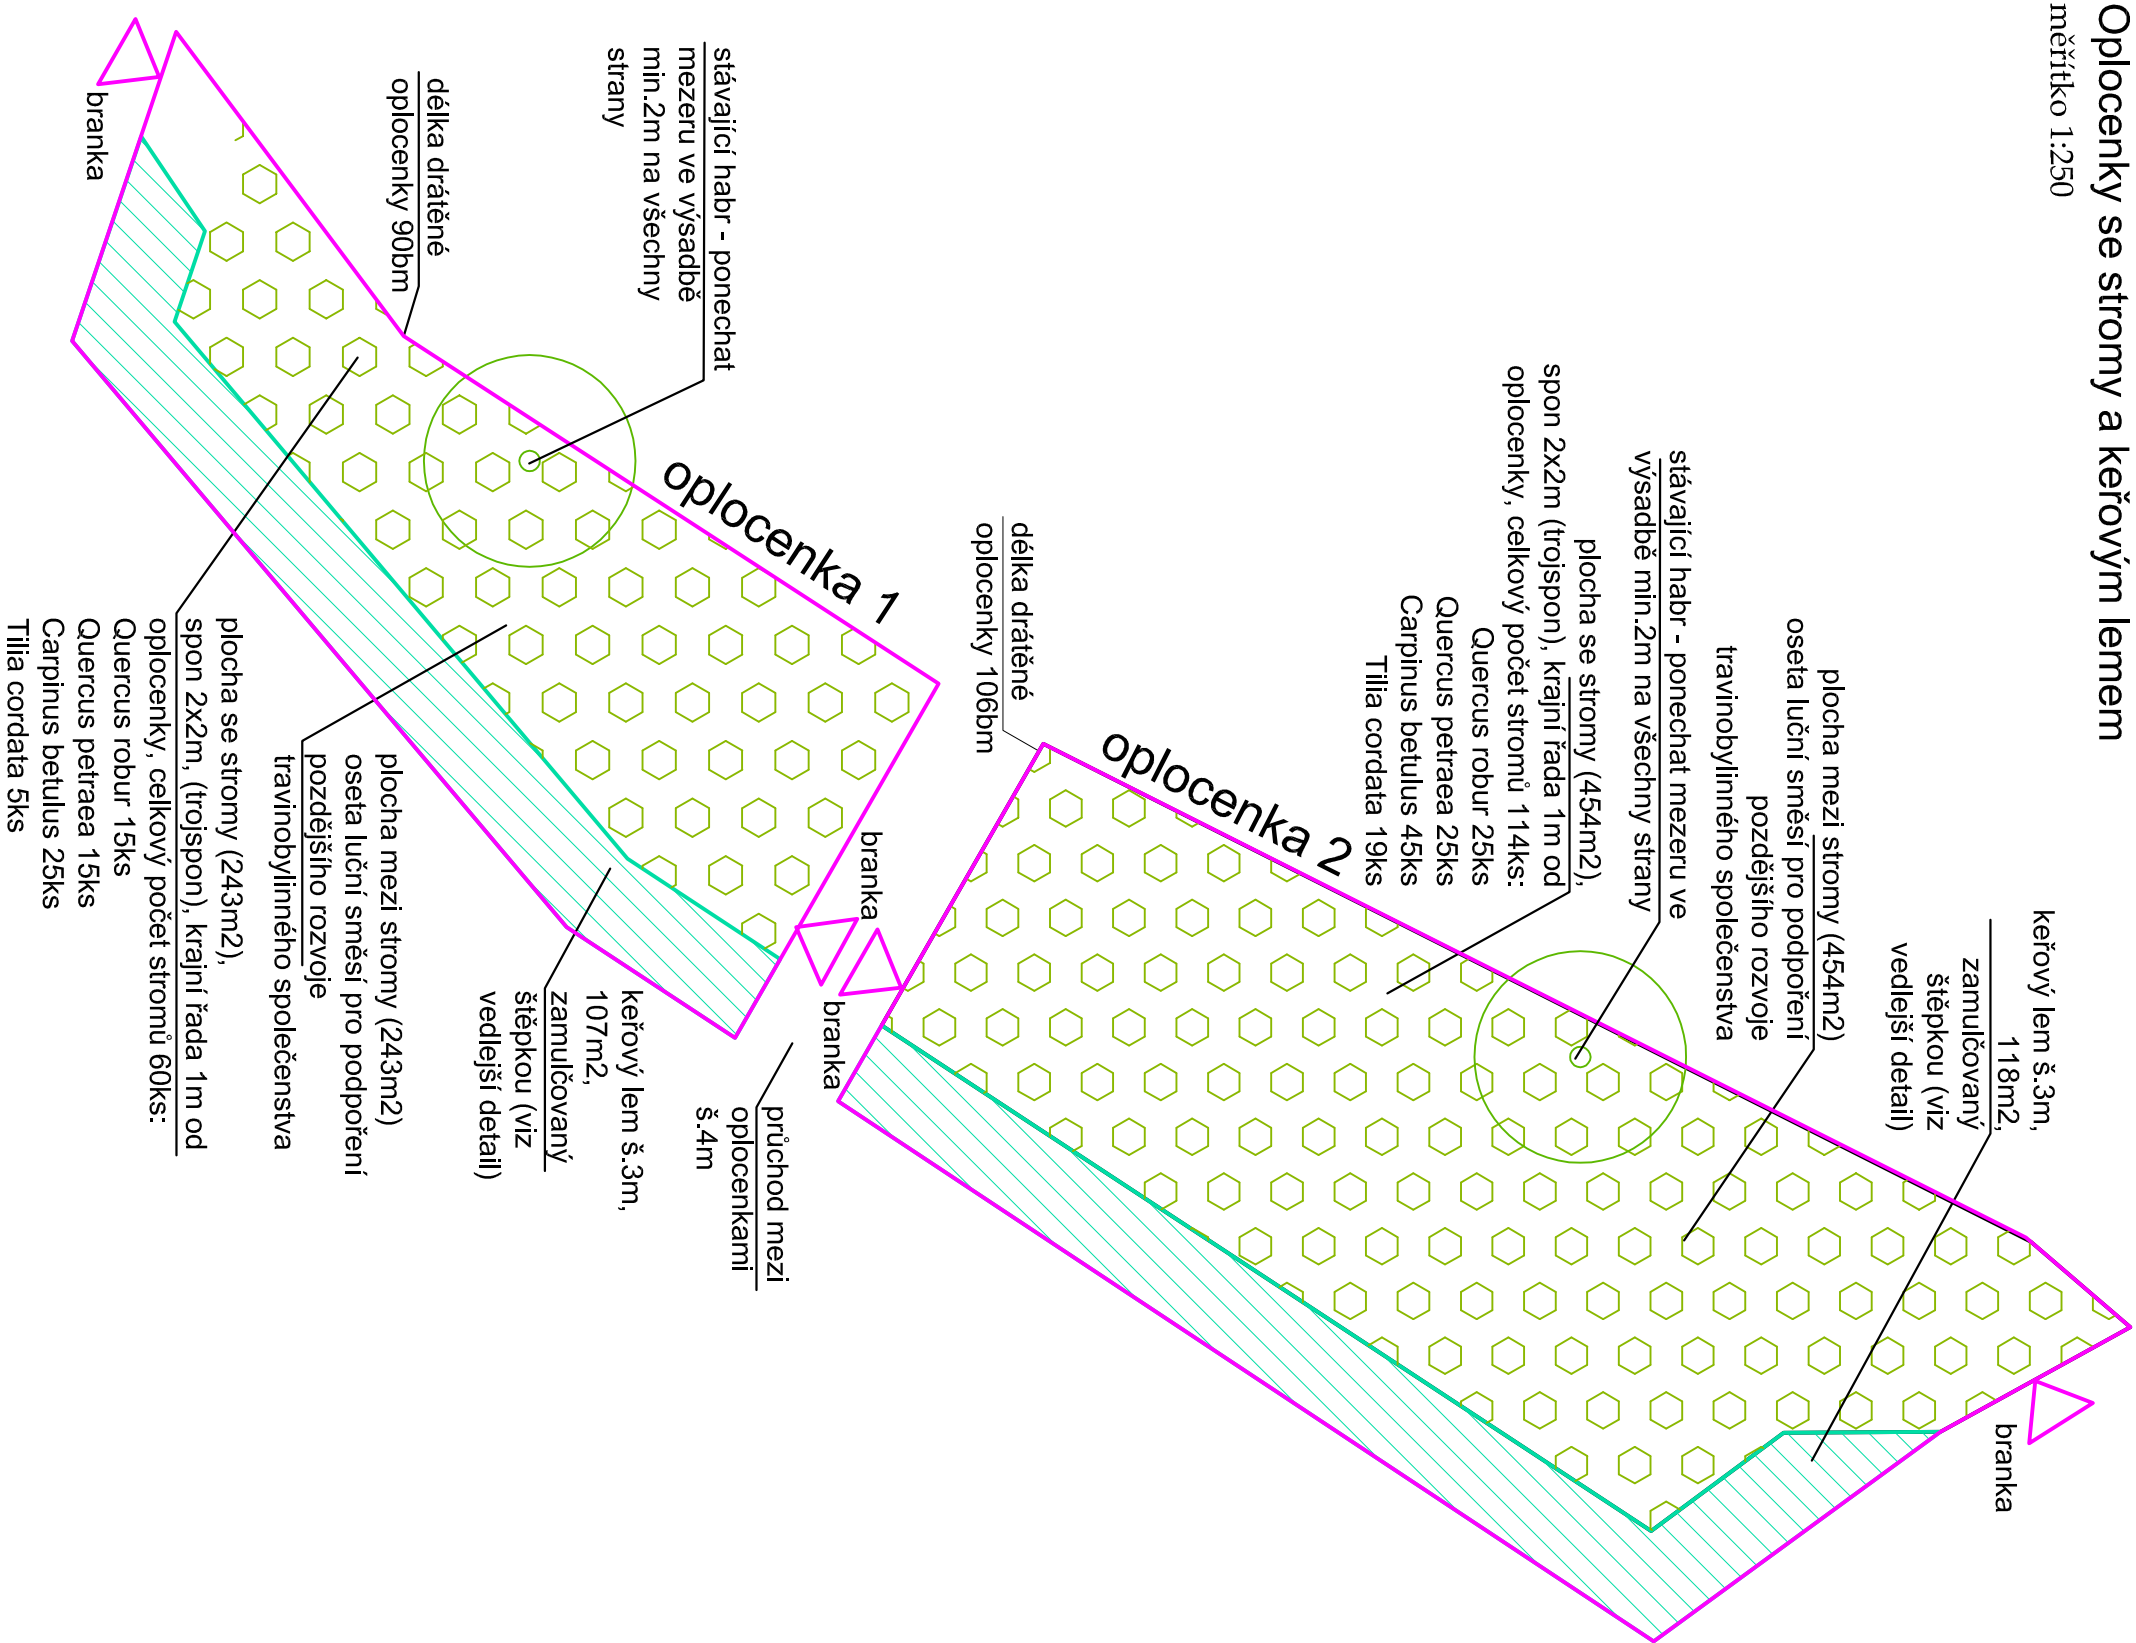 Oplocenky se stromy a keřovým lemem
měřítko 1:250
keřový lem š.3m,
118m2,
zamulčovaný
štěpkou (viz
vedlejší detail)
plocha mezi stromy (454m2)
oseta luční směsí pro podpoření
pozdějšího rozvoje
travinobylinného společenstva
stávající habr - ponechat mezeru ve
výsadbě min.2m na všechny strany
plocha se stromy (454m2),
spon 2x2m (trojspon), krajní řada 1m od
oplocenky, celkový počet stromů 114ks:
Quercus robur 25ks
Quercus petraea 25ks
Carpinus betulus 45ks
Tilia cordata 19ks
oplocenka 2
délka drátěné
oplocenky 106bm
branka
stávající habr - ponechat
mezeru ve výsadbě
min.2m na všechny
strany
délka drátěné
oplocenky 90bm
oplocenka 1
branka
branka
branka
průchod mezi
oplocenkami
š.4m
keřový lem š.3m,
107m2,
zamulčovaný
štěpkou (viz
vedlejší detail)
plocha mezi stromy (243m2)
oseta luční směsí pro podpoření
pozdějšího rozvoje
travinobylinného společenstva
plocha se stromy (243m2),
spon 2x2m, (trojspon), krajní řada 1m od
oplocenky, celkový počet stromů 60ks:
Quercus robur 15ks
Quercus petraea 15ks
Carpinus betulus 25ks
Tilia cordata 5ks